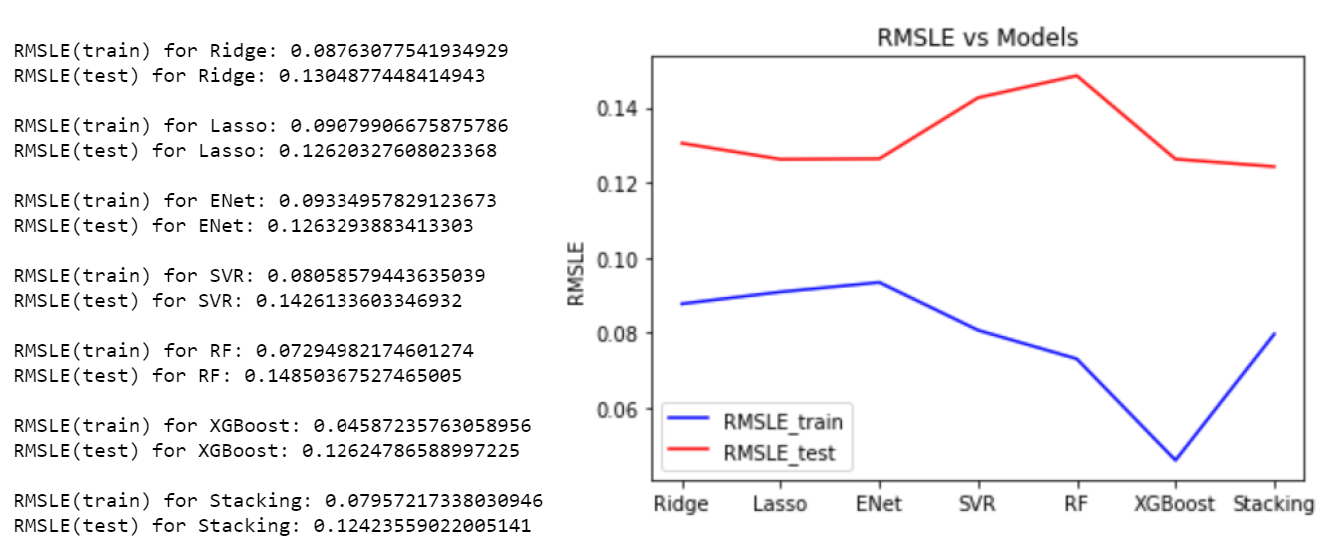 RMSLE(train) for Ridge: 0.08763077541934929
RMSLE(test) for Ridge: 0.1304877448414943
RMSLE(train) for Lasso: 0.09079906675875786
RMSLE(test) for Lasso: 0.12620327608023368
RMSLE(train) for ENet: 0.09334957829123673
RMSLE(test) for ENet: 0.1263293883413303
RMSLE(train) for SVR: 0.08058579443635039
RMSLE(test) for SVR: 0.1426133603346932
RMSLE(train) for RF: 0.07294982174601274
RMSLE(test) for RF: 0.14850367527465005
RMSLE(train) for XGBoost: 0.04587235763058956
RMSLE(test) for XGBoost: 0.12624786588997225
RMSLE(train) for Stacking: 0.07957217338030946
RMSLE(test) for Stacking: 0.12423559022005141
RMSLE vs Models
RMSLE
0.14
0.12
0.10
0.08
0.06
RMSLE_train
RMSLE_test
Ridge Lasso ENet SVR RF XGBoost Stacking